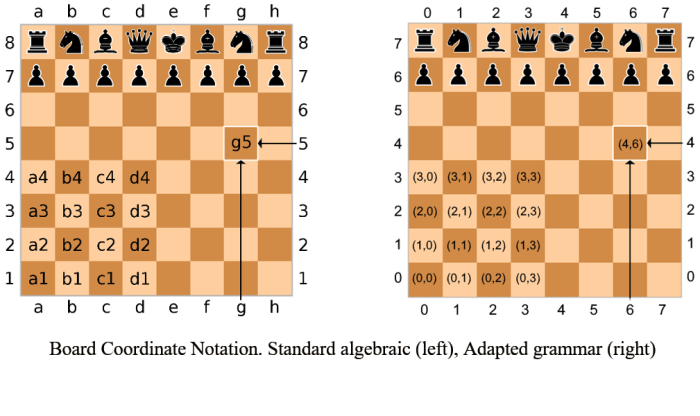 a b c d e f g h 0 1 2 3 4 5 6 7
8 8 7 7
7 7 6 6
6 6 5 5
5 g5 5 4 (4,6) 4
4 a4 b4 c4 d4 4 3 (3,0) (3,1) (3,2) (3,3) 3
3 a3 b3 c3 d3 3 2 (2,0) (2,1) (2,2) (2,3) 2
2 a2 b2 c2 d2 2 1 (1,0) (1,1) (1,2) (1,3) 1
1 a1 b1 c1 d1 1 0 (0,0) (0,1) (0,2) (0,3) 0
a b c d e f g h 0 1 2 3 4 5 6 7
Board Coordinate Notation. Standard algebraic (left), Adapted grammar (right)